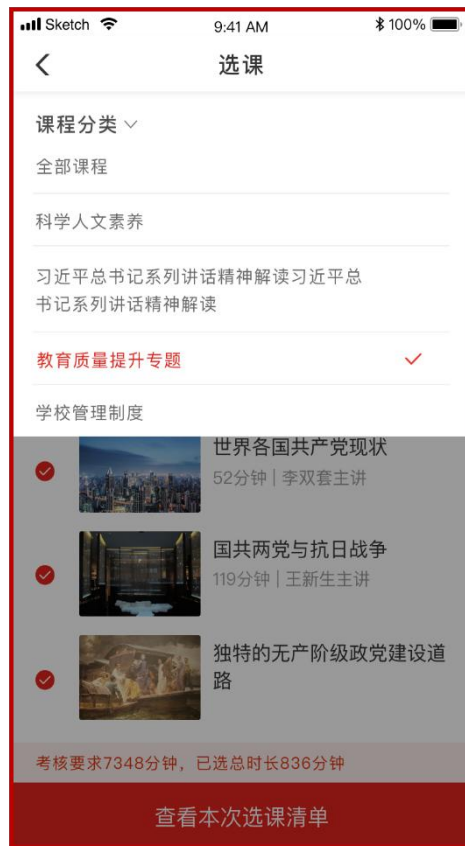 Sketch 9:41 AM 100%
选课
课程分类
全部课程
科学人文素养
习近平总书记系列讲话精神解读习近平总
书记系列讲话精神解读
教育质量提升专题
学校管理制度
世界各国共产党现状
52分钟 | 李双套主讲
国共两党与抗日战争
119分钟 | 王新生主讲
独特的无产阶级政党建设道
路
考核要求7348分钟，已选总时长836分钟
查看本次选课清单